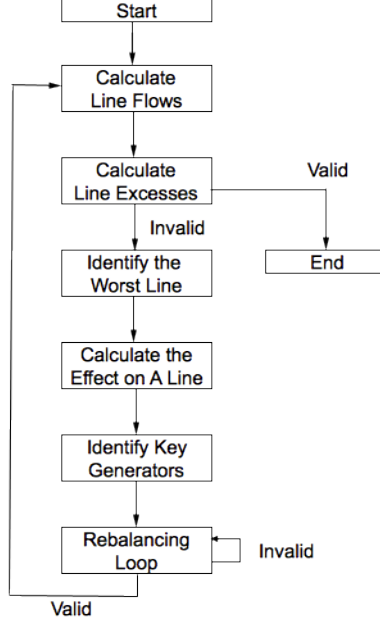 Start
Calculate
Line Flows
Calculate
Line Excesses
Valid
Invalid
Identify the
Worst Line
End
Calculate the
Effect on A Line
Identify Key
Generators
Rebalancing
Loop
Invalid
Valid